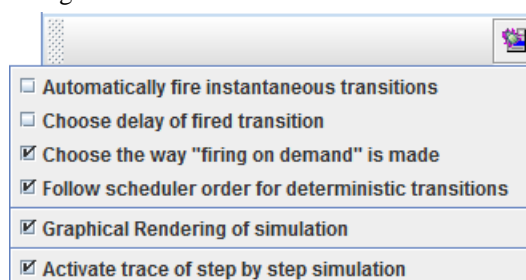 Automatically fire instantaneous transitions
Choose delay of fired transition
Choose the way "firing on demand" is made
Follow scheduler order for deterministic transitions
Graphical Rendering of simulation
Activate trace of step by step simulation